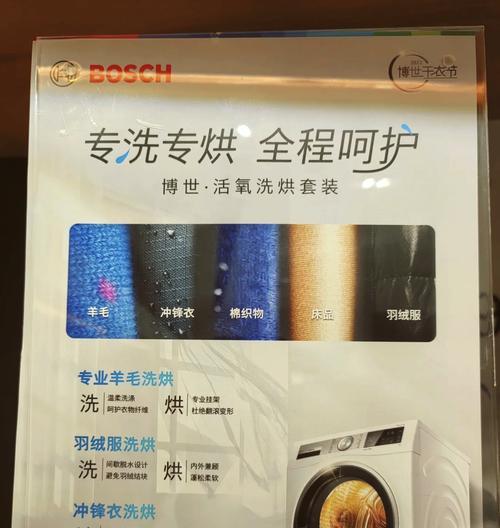 BOSCH
博世干衣节
专洗专烘 全程呵护
博世·活氧洗烘套装
羊毛 冲锋衣 棉织物 床品 羽绒服
专业羊毛洗烘
洗 温柔洗涤 呵护衣物纤维
烘 专业挂架 杜绝翻滚变形
羽绒服洗烘
洗 间歇脱水设计 避免羽绒结块
烘 内外兼顾 蓬松柔软
冲锋衣洗烘